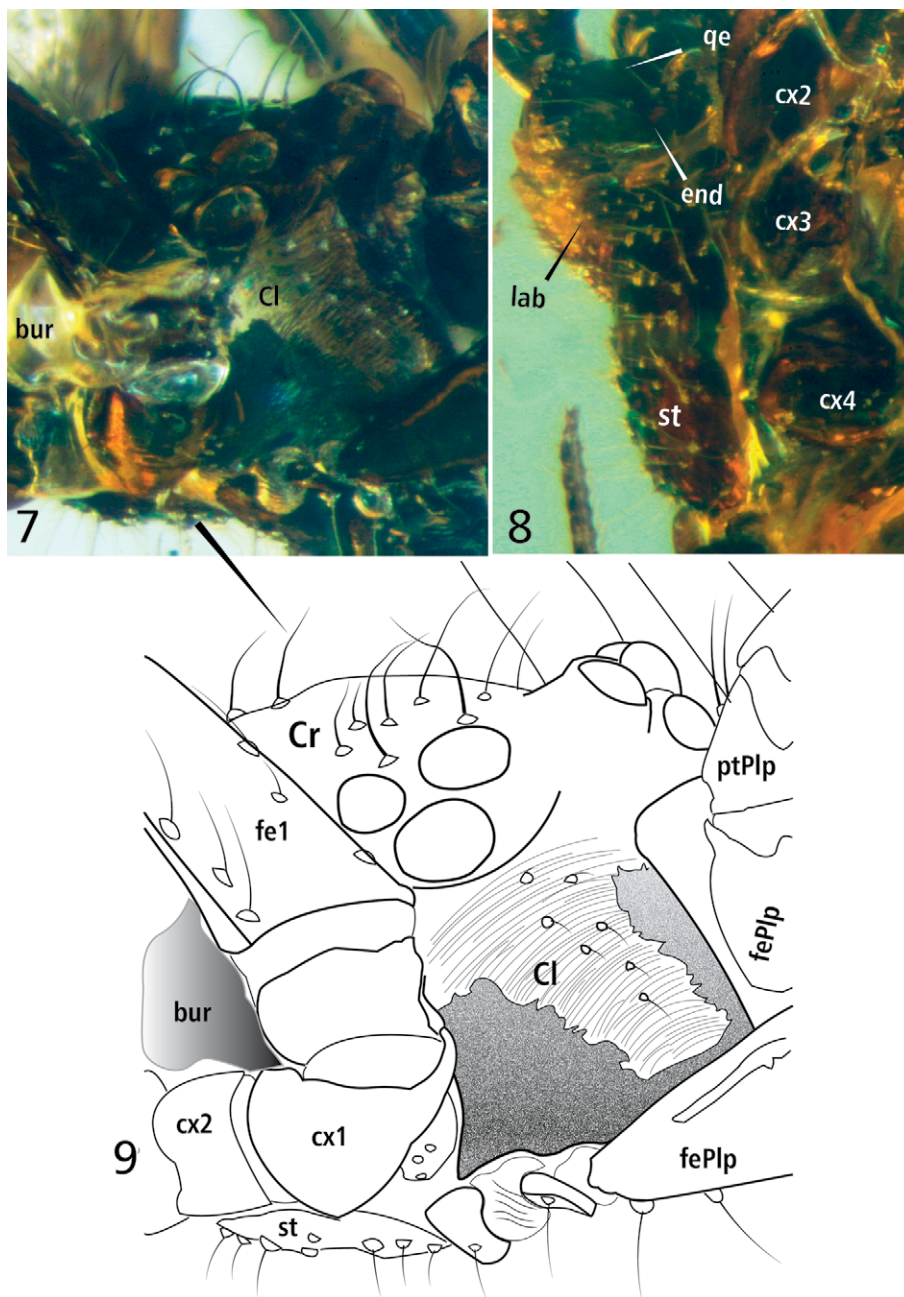 Cl
bur
7
qe
cx2
end
cx3
lab
st
cx4
8
Cr
ptPlp
fe1
fePlp
Cl
bur
cx2
cx1
9
fePlp
st